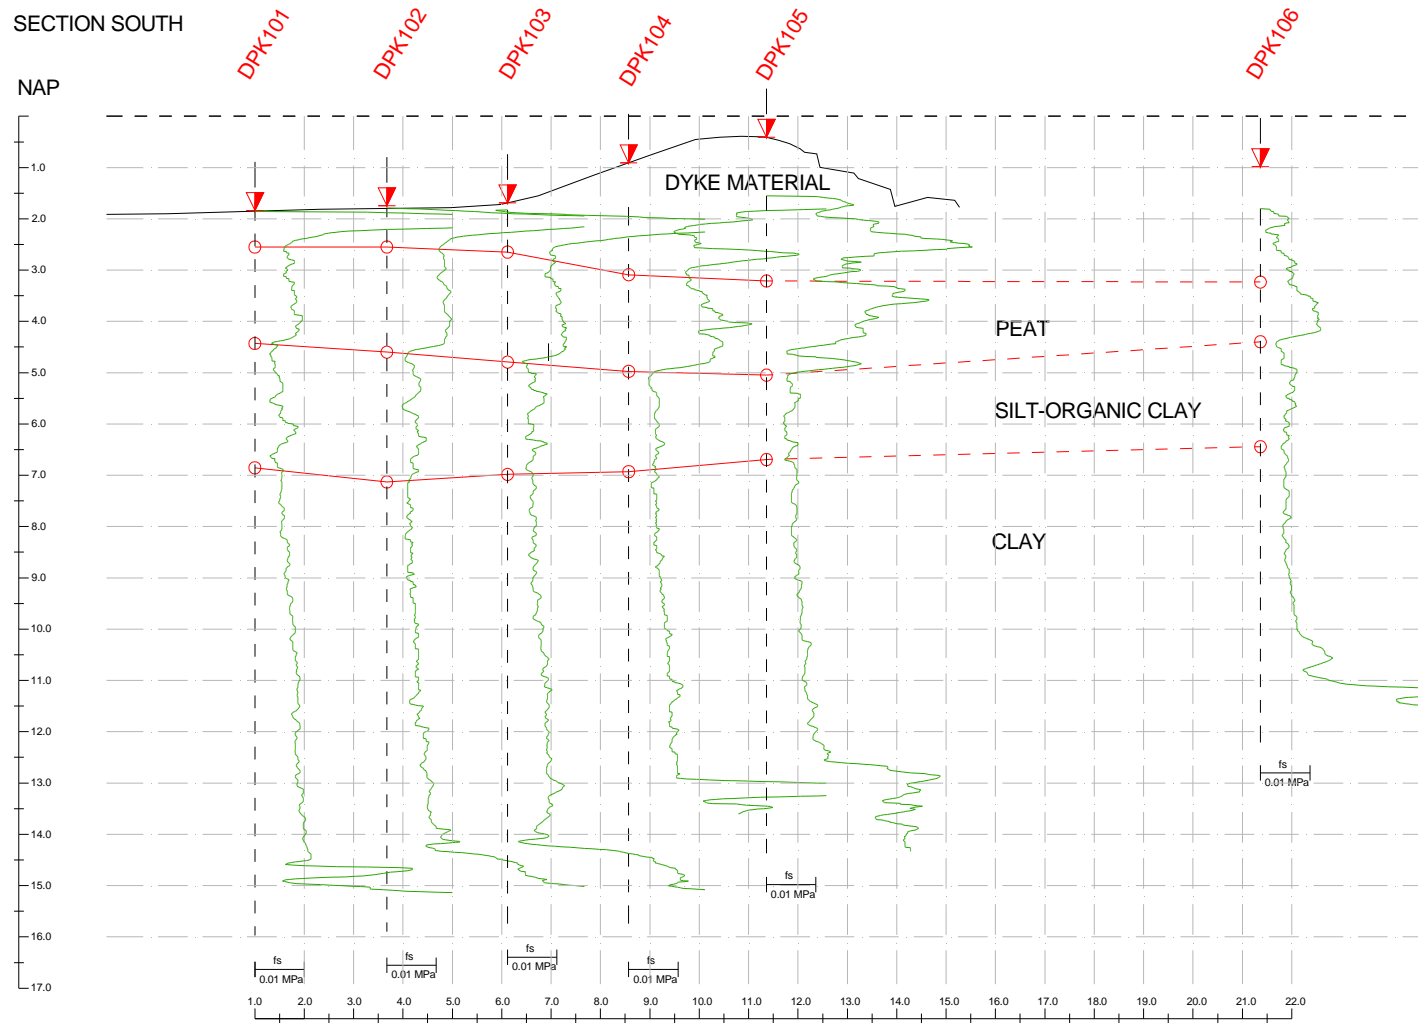 SECTION SOUTH
DPK101
DPK102
DPK103
DPK104
DPK105
DPK106
NAP
1.0
DYKE MATERIAL
2.0
3.0
4.0
PEAT
5.0
SILT-ORGANIC CLAY
6.0
7.0
8.0
CLAY
9.0
10.0
11.0
12.0
13.0
fs
0.01 MPa
14.0
15.0
fs
0.01 MPa
16.0
fs
0.01 MPa
fs
0.01 MPa
fs
0.01 MPa
fs
0.01 MPa
17.0
1.0 2.0 3.0 4.0 5.0 6.0 7.0 8.0 9.0 10.0 11.0 12.0 13.0 14.0 15.0 16.0 17.0 18.0 19.0 20.0 21.0 22.0